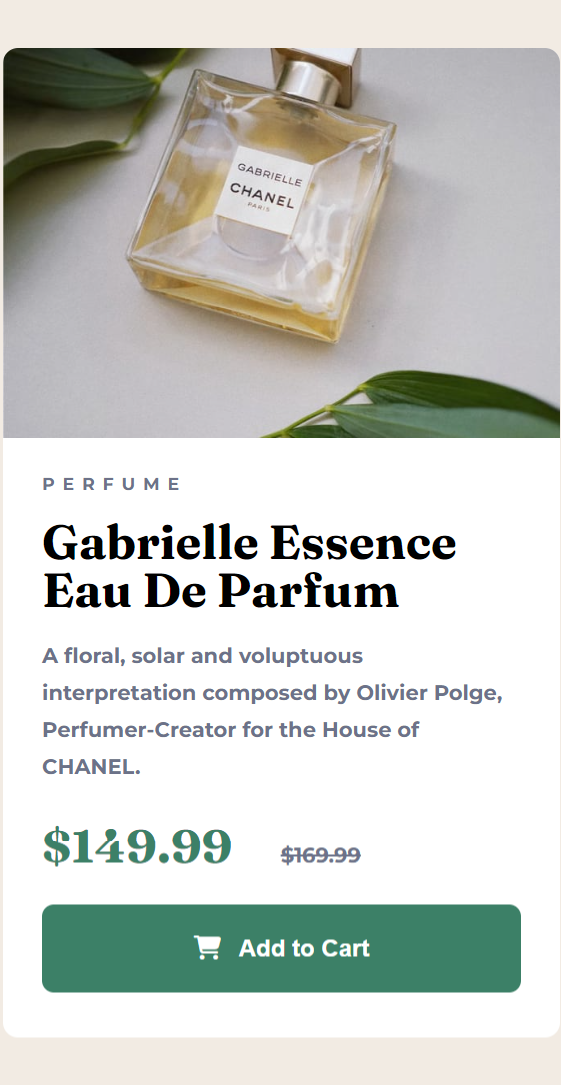 GABRIELLE
CHANEL
PARIS
PERFUME
Gabrielle Essence
Eau De Parfum
A floral, solar and voluptuous
interpretation composed by Olivier Polge,
Perfumer-Creator for the House of
CHANEL.
$149.99 $169.99
Add to Cart